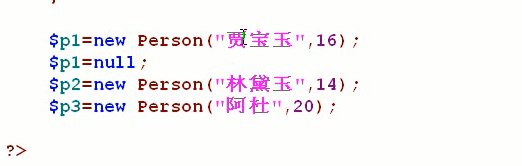 $p1=new Person("贾宝玉",16);
$p1=null;
$p2=new Person("林黛玉",14);
$p3=new Person("阿杜",20);
?>